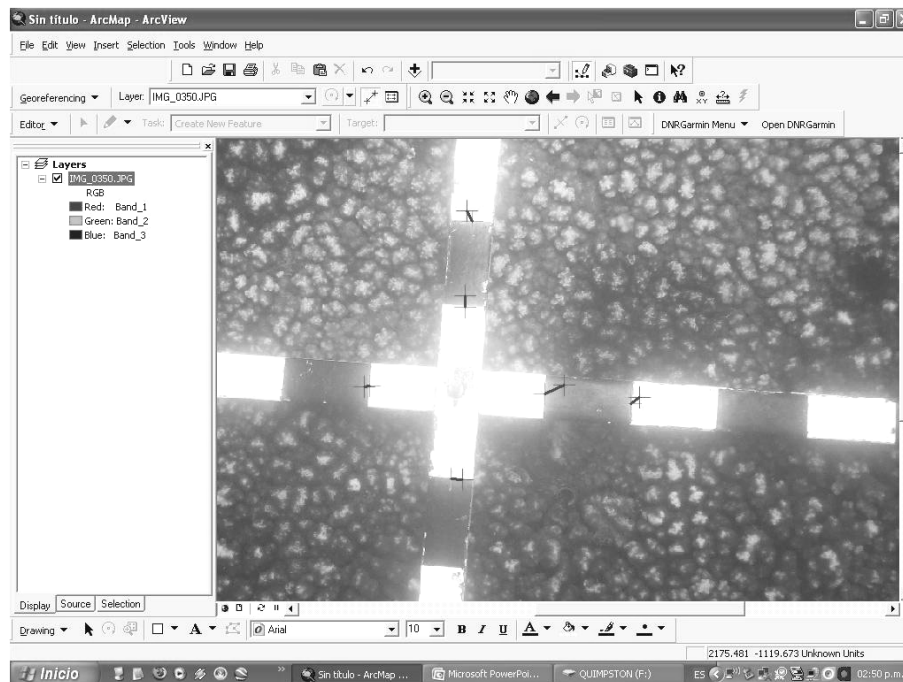 Sin título - ArcMap - ArcView
File Edit View Insert Selection Tools Window Help
Georeferencing Layer: IMG_0350.JPG
Editor Task: Create New Feature Target: DNRGarmin Menu Open DNRGarmin
Layers
IMG_0350.JPG
RGB
Red: Band_1
Green: Band_2
Blue: Band_3
Display Source Selection
Drawing A Arial 10 B I U A
2175.481 -1119.673 Unknown Units
Inicio Sin título - ArcMap ... Microsoft PowerPoi... QUIMPSTON (F:) ES 02:50 p.m.